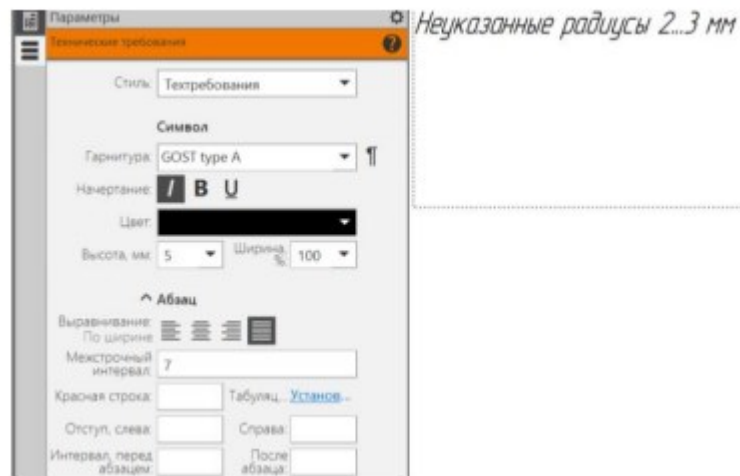 Параметры
Неуказанные радиусы 2...3 мм
Технические требования
Стиль: Техтребования
Символ
Гарнитура: GOST type A ¶
Начертание: I B U
Цвет:
Высота, мм: 5 Ширина, %: 100
Абзац
Выравнивание:
По ширине
Межстрочный
интервал: 7
Красная строка: Табуляц... Установ...
Отступ, слева: Справа:
Интервал, перед
абзацем: После
абзаца: